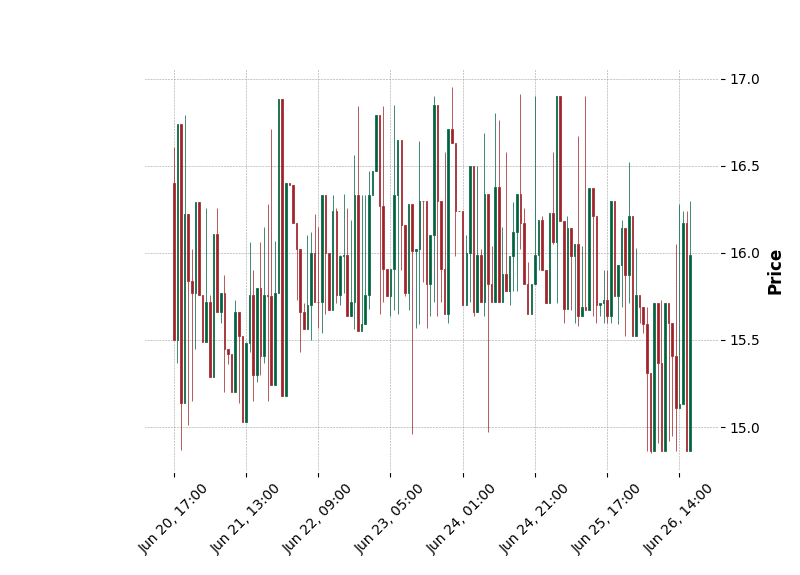 17.0
16.5
16.0
15.5
15.0
Price
Jun 20, 17:00
Jun 21, 13:00
Jun 22, 09:00
Jun 23, 05:00
Jun 24, 01:00
Jun 24, 21:00
Jun 25, 17:00
Jun 26, 14:00